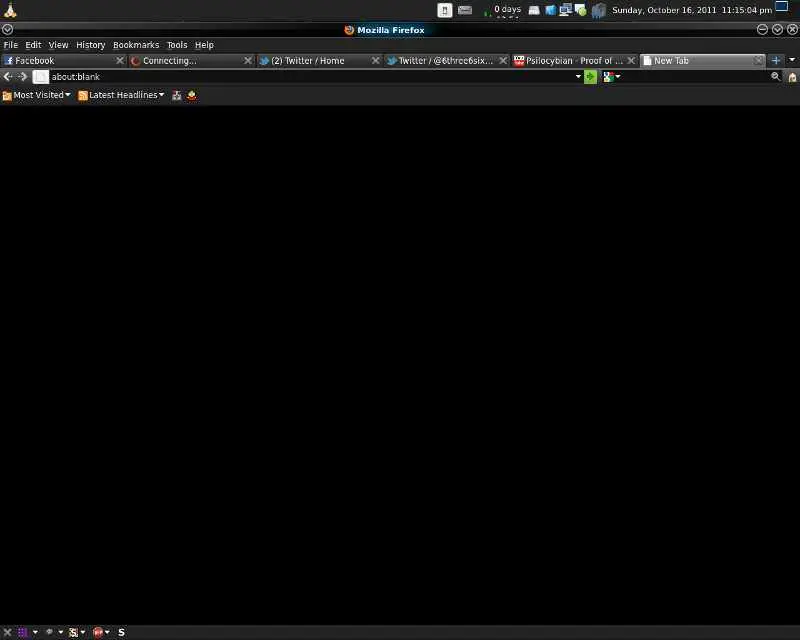 0 days Sunday, October 16, 2011 11:15:04 pm
Mozilla Firefox
File Edit View History Bookmarks Tools Help
Facebook Connecting... (2) Twitter / Home Twitter / @6three6six... Psilocybian - Proof of ... New Tab
about:blank
Most Visited Latest Headlines
S